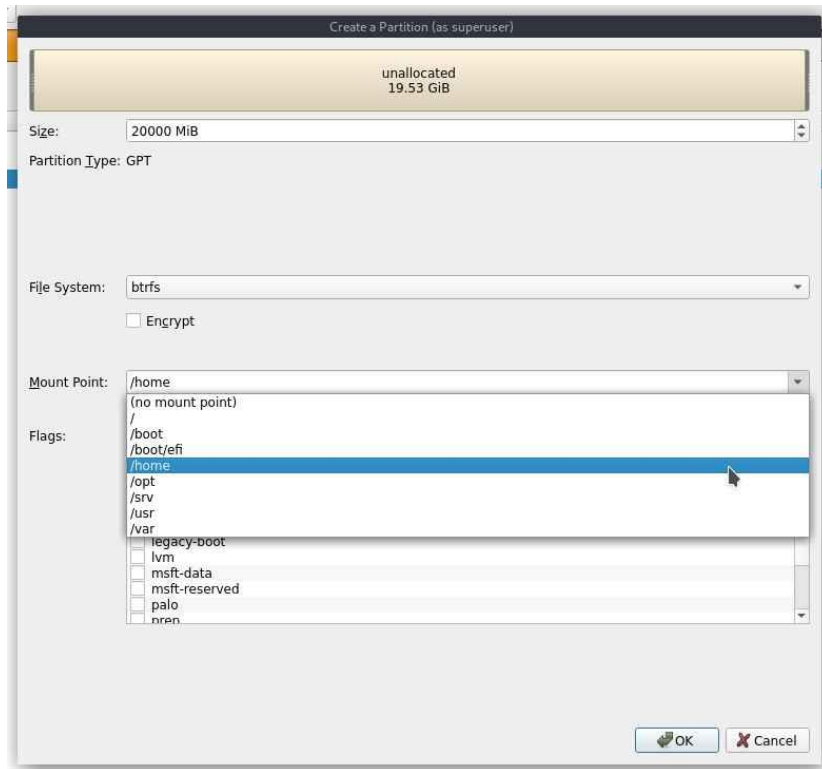 Create a Partition (as superuser)
unallocated
19.53 GiB
Size: 20000 MiB
Partition Type: GPT
File System: btrfs
Encrypt
Mount Point: /home
(no mount point)
/
/boot
/boot/efi
Flags:
/home
/opt
/srv
/usr
/var
legacy-boot
lvm
msft-data
msft-reserved
palo
prep
OK Cancel